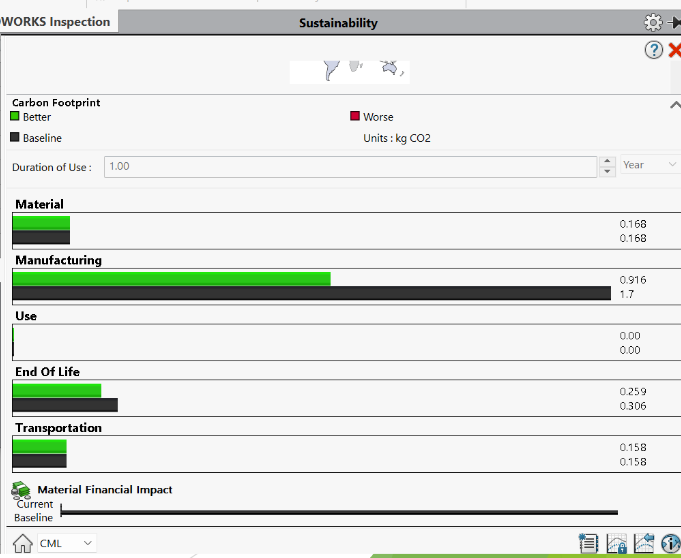 WORKS Inspection
Sustainability
Carbon Footprint
Better
Worse
Baseline
Units : kg CO2
Duration of Use :
1.00
Year
Material
0.168
0.168
Manufacturing
0.916
1.7
Use
0.00
0.00
End Of Life
0.259
0.306
Transportation
0.158
0.158
Material Financial Impact
Current
Baseline
CML